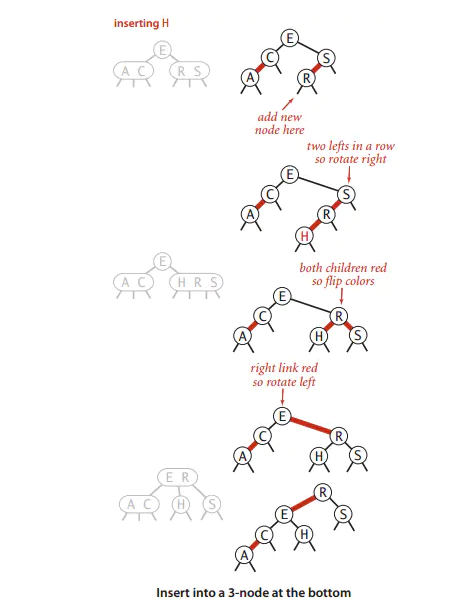 inserting H
E
A C
R S
E
C
S
A
R
add new
node here
two lefts in a row
so rotate right
E
C
S
A
R
H
E
A C
H R S
both children red
so flip colors
E
C
R
A
H
S
right link red
so rotate left
E
C
R
A
H
S
E R
A C
H
S
R
E
S
C
H
A
Insert into a 3-node at the bottom